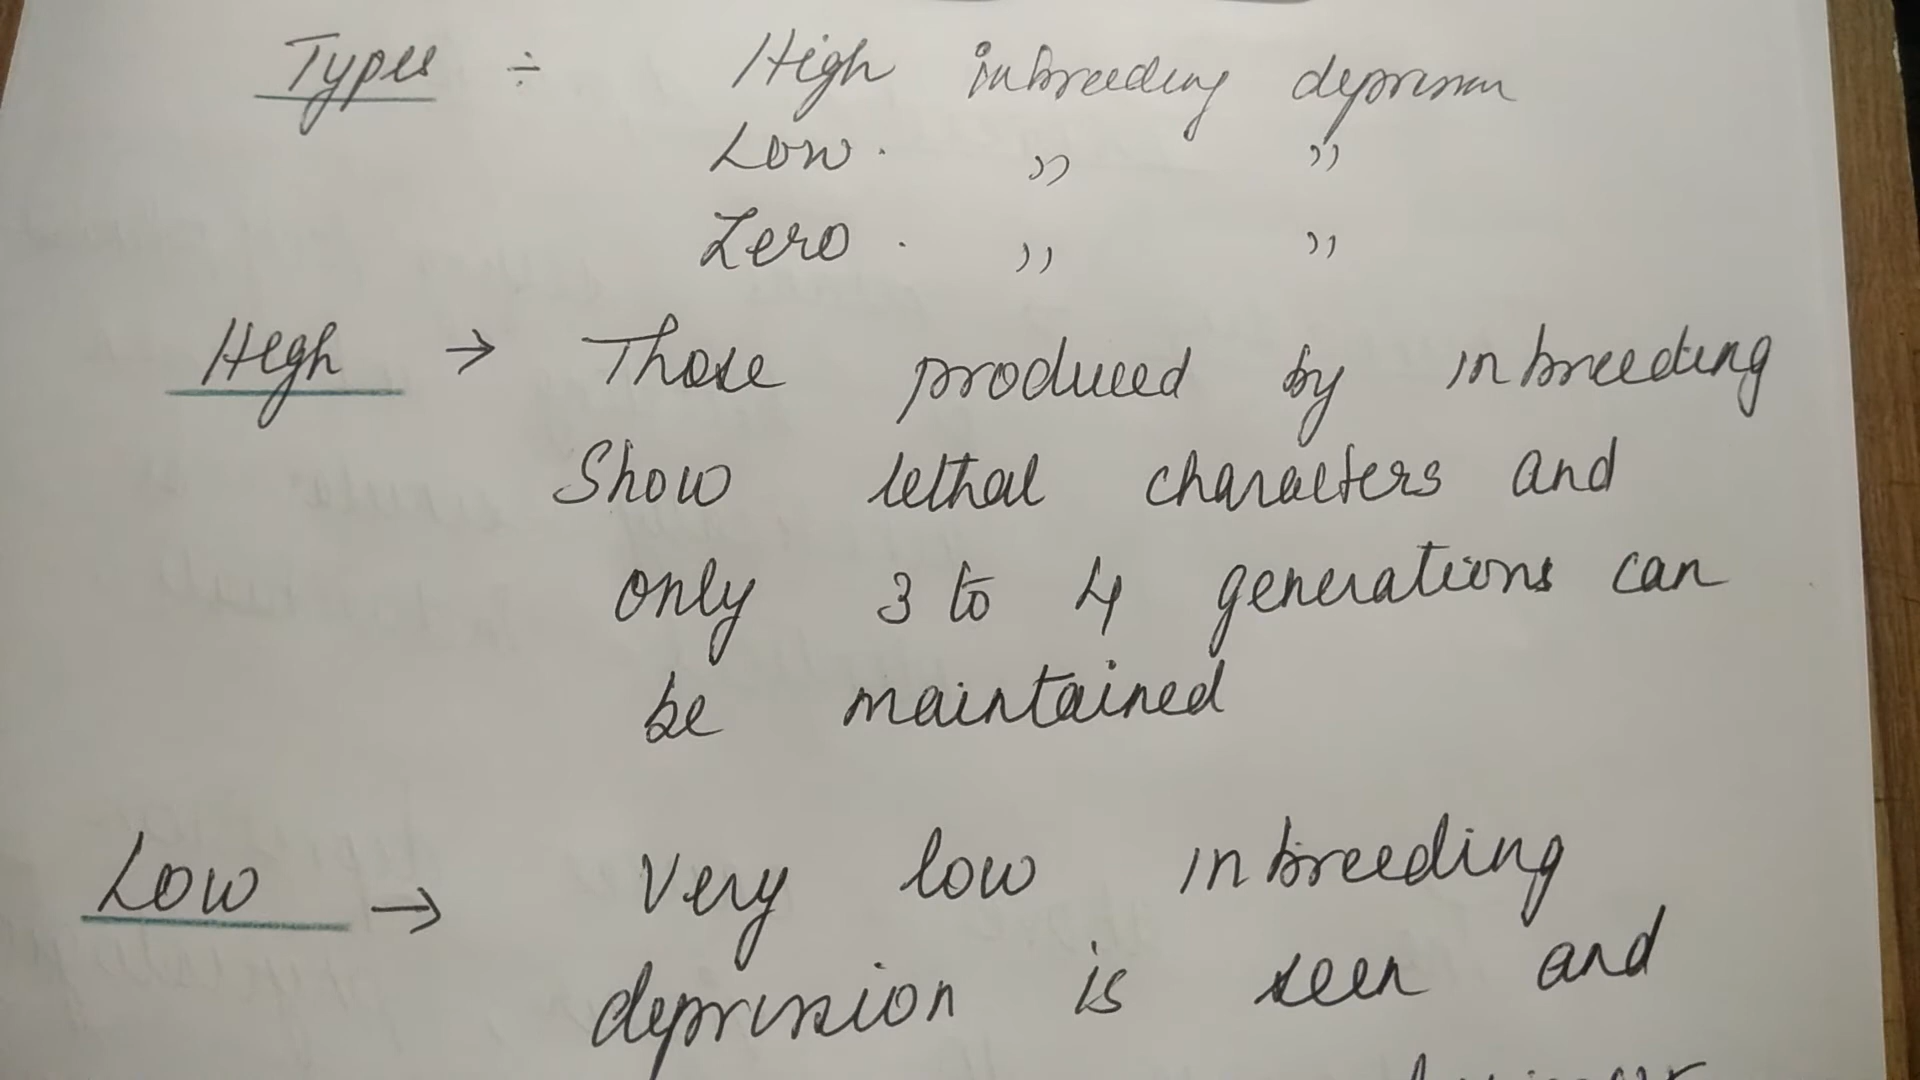 Types ÷ High inbreeding depression
Low. " "
Zero. " "
High → Those produced by inbreeding
Show lethal characters and
only 3 to 4 generations can
be maintained
Low → Very low inbreeding
depression is seen and